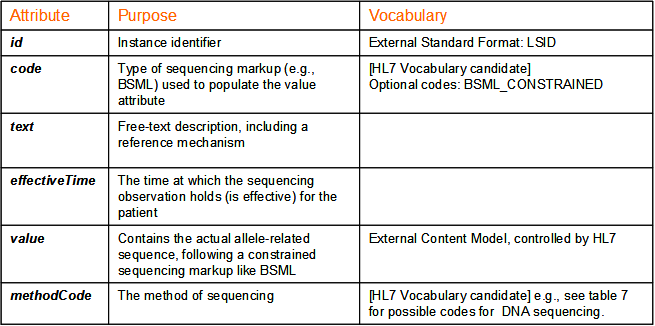 Attribute Purpose Vocabulary
id Instance identifier External Standard Format: LSID
code Type of sequencing markup (e.g., [HL7 Vocabulary candidate]
BSML) used to populate the value Optional codes: BSML_CONSTRAINED
attribute
text Free-text description, including a
reference mechanism
effectiveTime The time at which the sequencing
observation holds (is effective) for the
patient
value Contains the actual allele-related External Content Model, controlled by HL7
sequence, following a constrained
sequencing markup like BSML
methodCode The method of sequencing [HL7 Vocabulary candidate] e.g., see table 7
for possible codes for DNA sequencing.